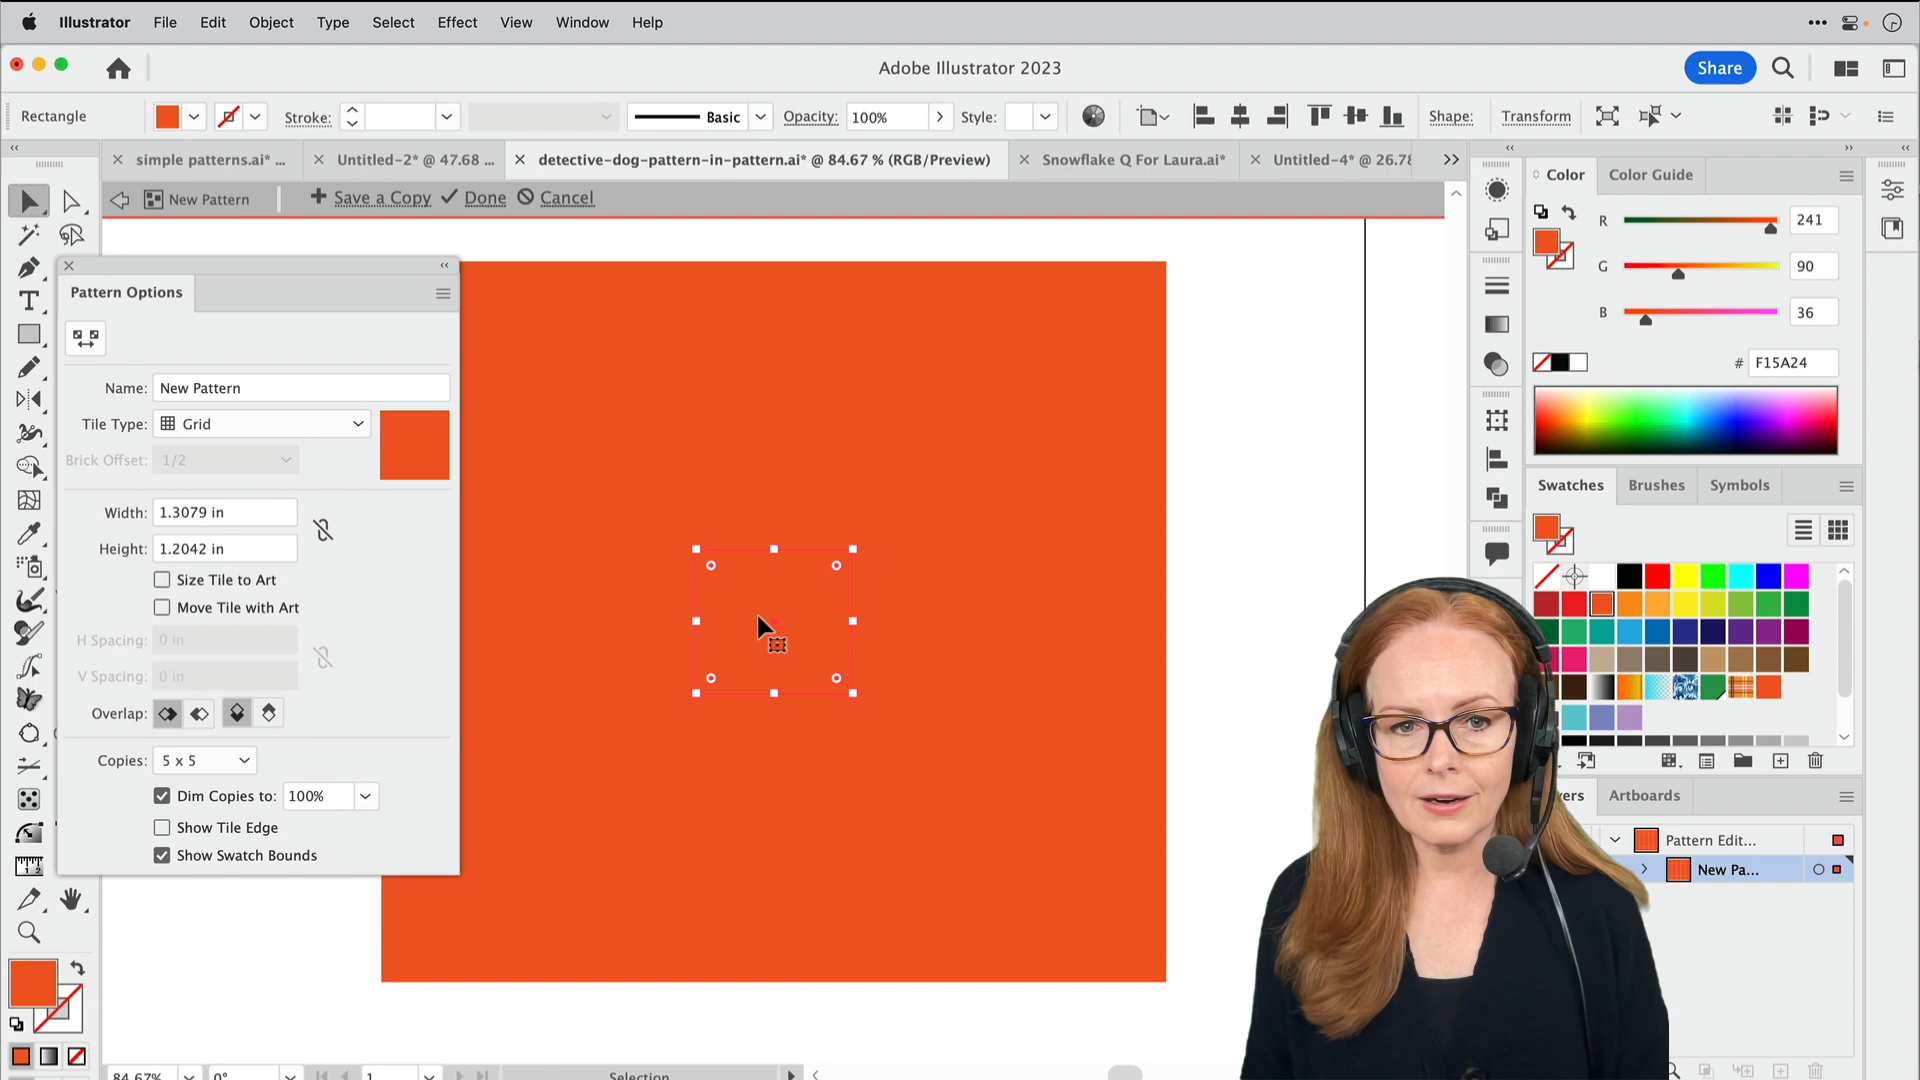 Illustrator File Edit Object Type Select Effect View Window Help
Adobe Illustrator 2023
Share
Rectangle Stroke: Basic Opacity: 100% Style: Shape: Transform
simple patterns.ai* ... Untitled-2* @ 47.68 ... detective-dog-pattern-in-pattern.ai* @ 84.67 % (RGB/Preview) Snowflake Q For Laura.ai* Untitled-4* @ 26.78
New Pattern Save a Copy Done Cancel
Pattern Options
Name: New Pattern
Tile Type: Grid
Brick Offset: 1/2
Width: 1.3079 in
Height: 1.2042 in
Size Tile to Art
Move Tile with Art
H Spacing: 0 in
V Spacing: 0 in
Overlap:
Copies: 5 x 5
Dim Copies to: 100%
Show Tile Edge
Show Swatch Bounds
Color Color Guide
R 241
G 90
B 36
# F15A24
Swatches Brushes Symbols
Artboards
Pattern Edit...
New Pa...
84.67% 0° 1 Selection